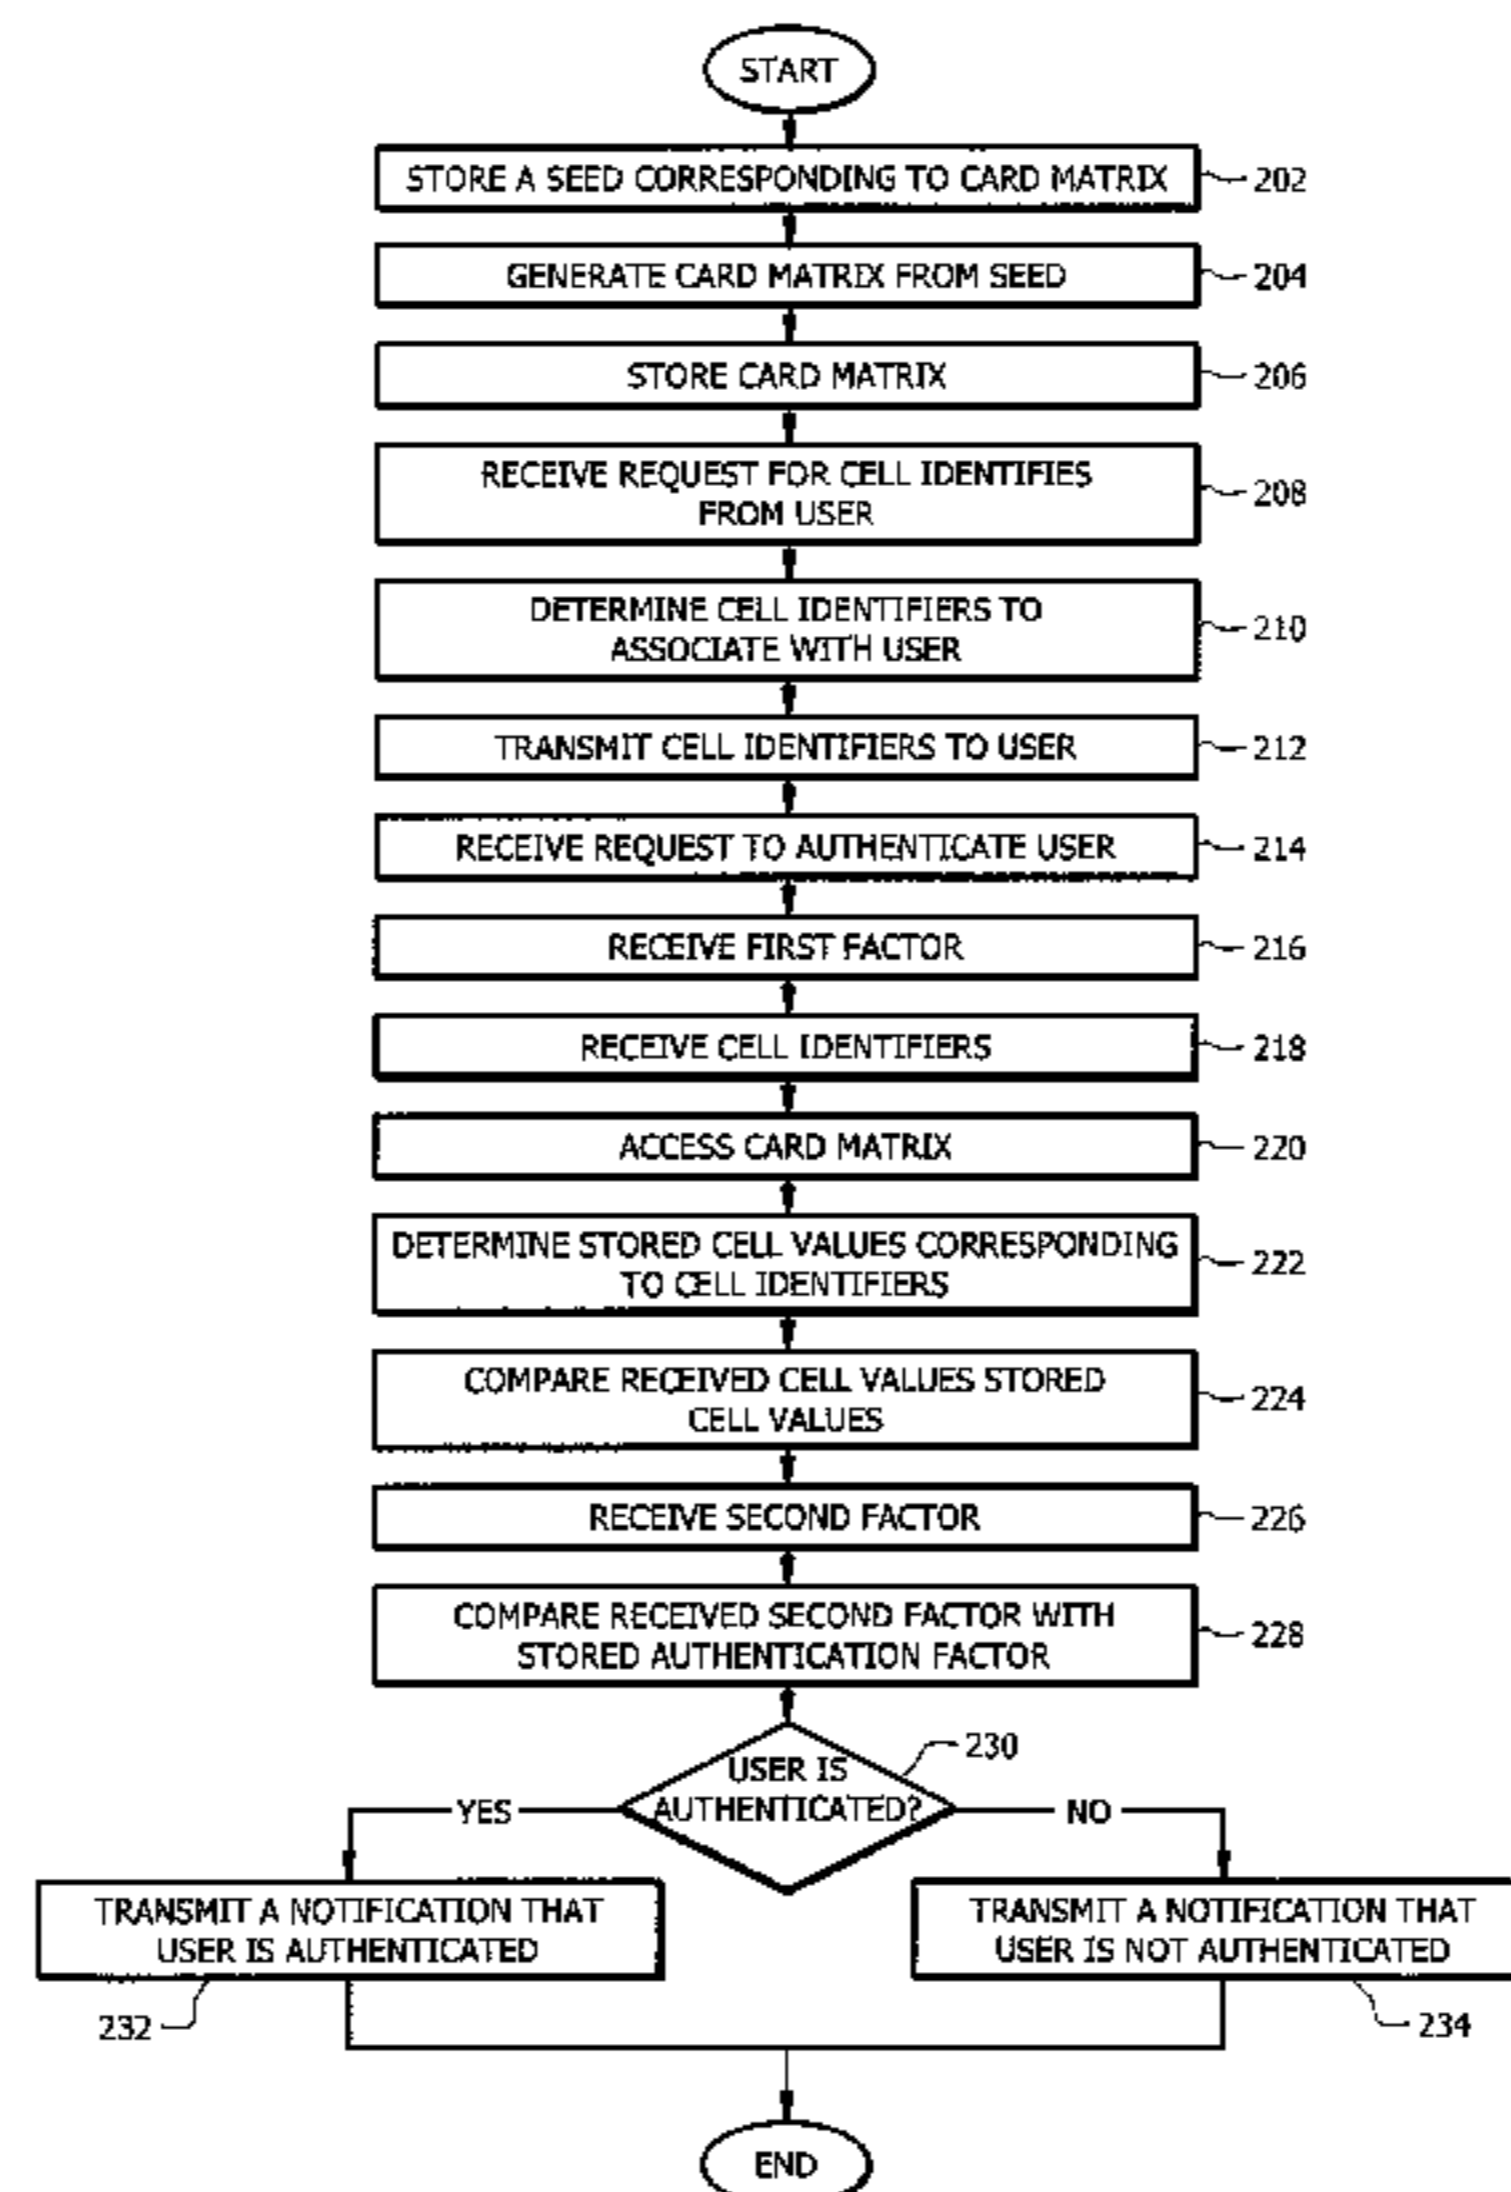 START
STORE A SEED CORRESPONDING TO CARD MATRIX
202
GENERATE CARD MATRIX FROM SEED
204
STORE CARD MATRIX
206
RECEIVE REQUEST FOR CELL IDENTIFIES
FROM USER
208
DETERMINE CELL IDENTIFIERS TO
ASSOCIATE WITH USER
210
TRANSMIT CELL IDENTIFIERS TO USER
212
RECEIVE REQUEST TO AUTHENTICATE USER
214
RECEIVE FIRST FACTOR
216
RECEIVE CELL IDENTIFIERS
218
ACCESS CARD MATRIX
220
DETERMINE STORED CELL VALUES CORRESPONDING
TO CELL IDENTIFIERS
222
COMPARE RECEIVED CELL VALUES STORED
CELL VALUES
224
RECEIVE SECOND FACTOR
226
COMPARE RECEIVED SECOND FACTOR WITH
STORED AUTHENTICATION FACTOR
228
USER IS
AUTHENTICATED?
230
YES
NO
TRANSMIT A NOTIFICATION THAT
USER IS AUTHENTICATED
232
TRANSMIT A NOTIFICATION THAT
USER IS NOT AUTHENTICATED
234
END